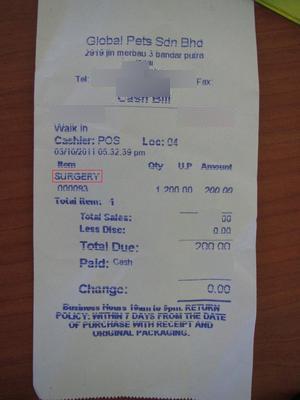 Global Pets Sdn Bhd
2919 jln merbau 3 bandar putra
Tel: Fax:
Cash Bill
Walk in
Cashier: POS Loc: 04
03/10/2011 05.32.39 pm
Item Qty U.P Amount
SURGERY
000093 1 200.00 200.00
Total Item: 1
Total Sales: 00
Less Disc: 0.00
Total Due: 200.00
Paid: Cash
Change: 0.00
Business Hours 10am to 9pm. RETURN
POLICY: WITHIN 7 DAYS FROM THE DATE
OF PURCHASE WITH RECEIPT AND
ORIGINAL PACKAGING.